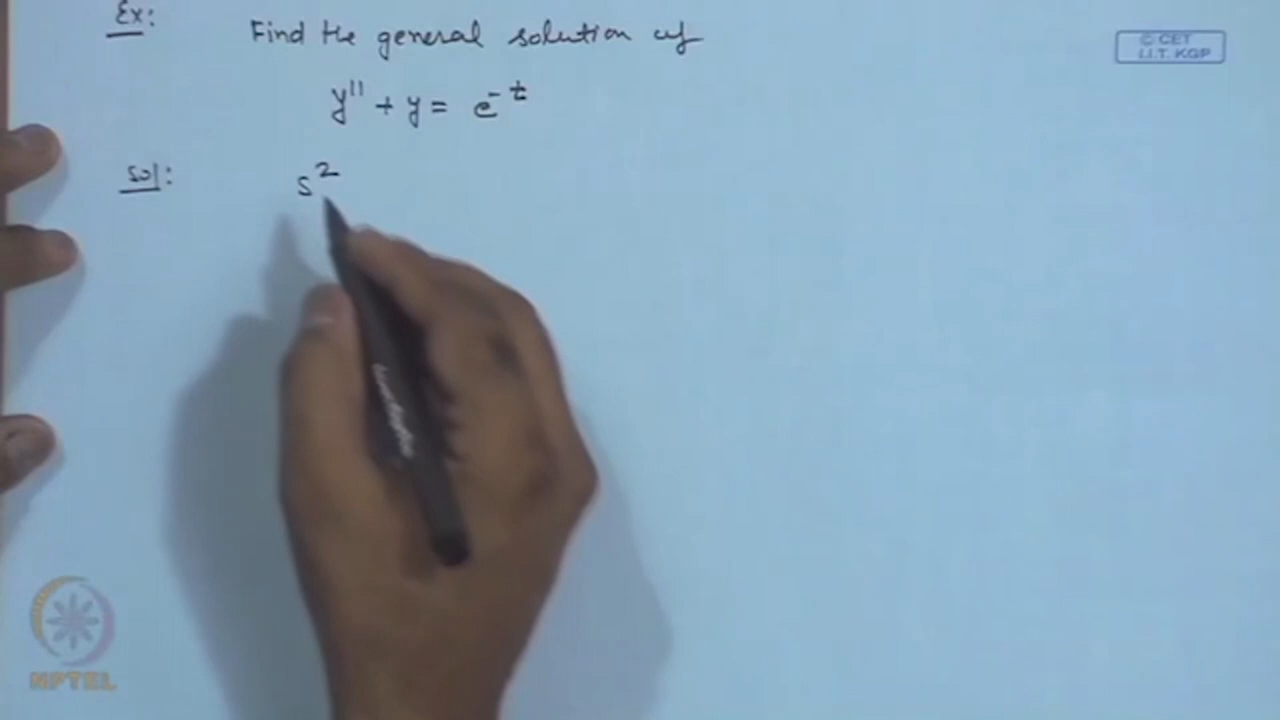 Ex: Find the general solution of
y'' + y = e^-t
Sol: s^2
© CET
I.I.T. KGP
NPTEL